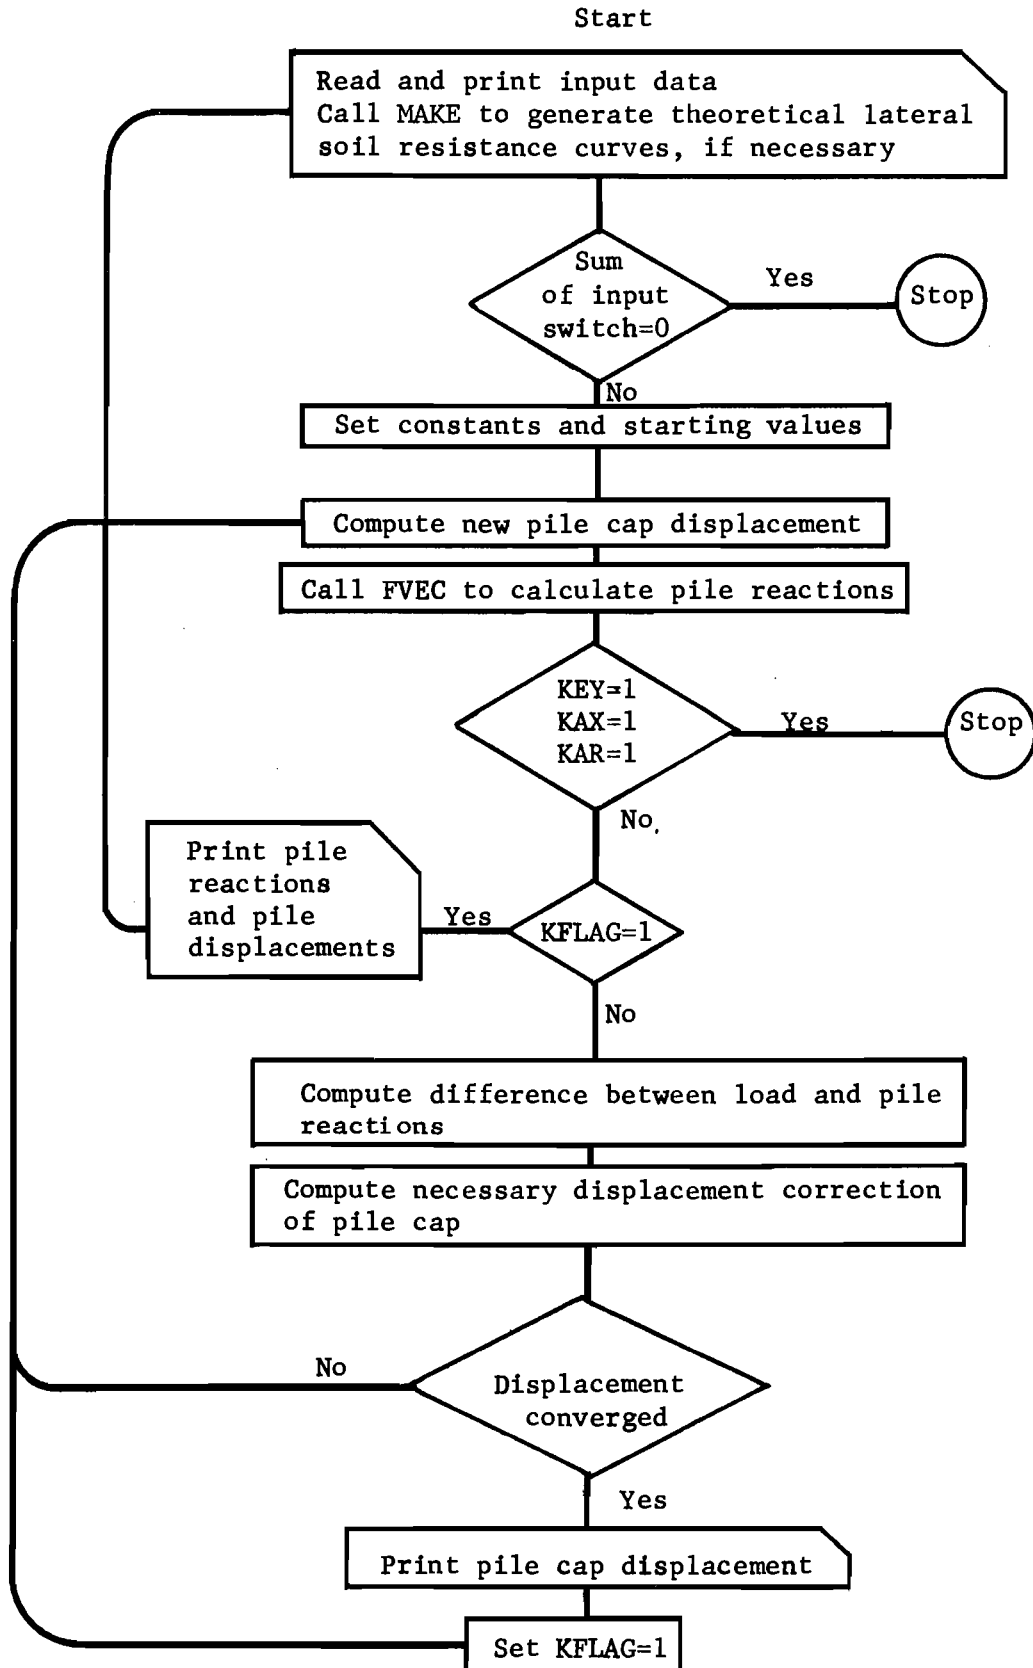 Start
Read and print input data
Call MAKE to generate theoretical lateral
soil resistance curves, if necessary
Sum
of input
switch=0
Yes
Stop
No
Set constants and starting values
Compute new pile cap displacement
Call FVEC to calculate pile reactions
KEY=1
KAX=1
KAR=1
Yes
Stop
No
Print pile
reactions
and pile
displacements
Yes
KFLAG=1
No
Compute difference between load and pile
reactions
Compute necessary displacement correction
of pile cap
No
Displacement
converged
Yes
Print pile cap displacement
Set KFLAG=1